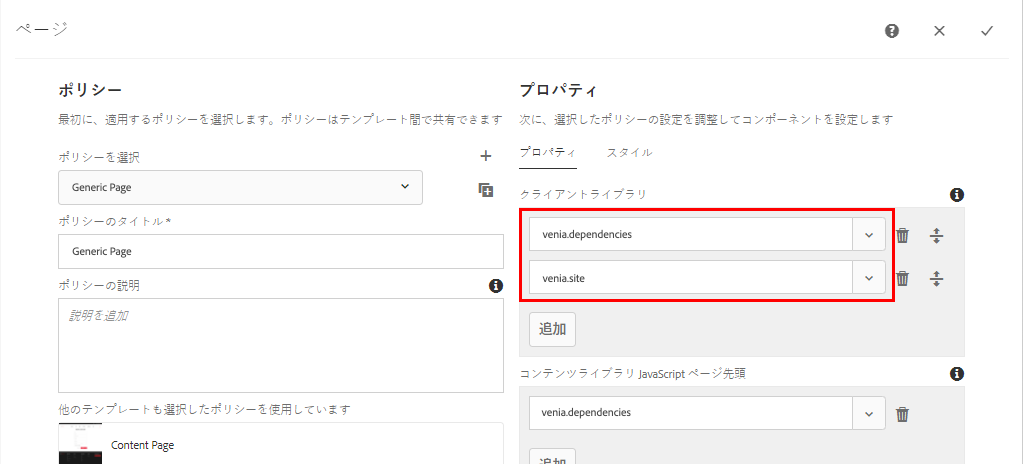 ページ
ポリシー
最初に、適用するポリシーを選択します。ポリシーはテンプレート間で共有できます
ポリシーを選択
Generic Page
ポリシーのタイトル *
Generic Page
ポリシーの説明
説明を追加
他のテンプレートも選択したポリシーを使用しています
Content Page
プロパティ
次に、選択したポリシーの設定を調整してコンポーネントを設定します
プロパティ
スタイル
クライアントライブラリ
venia.dependencies
venia.site
追加
コンテンツライブラリ JavaScript ページ先頭
venia.dependencies
追加